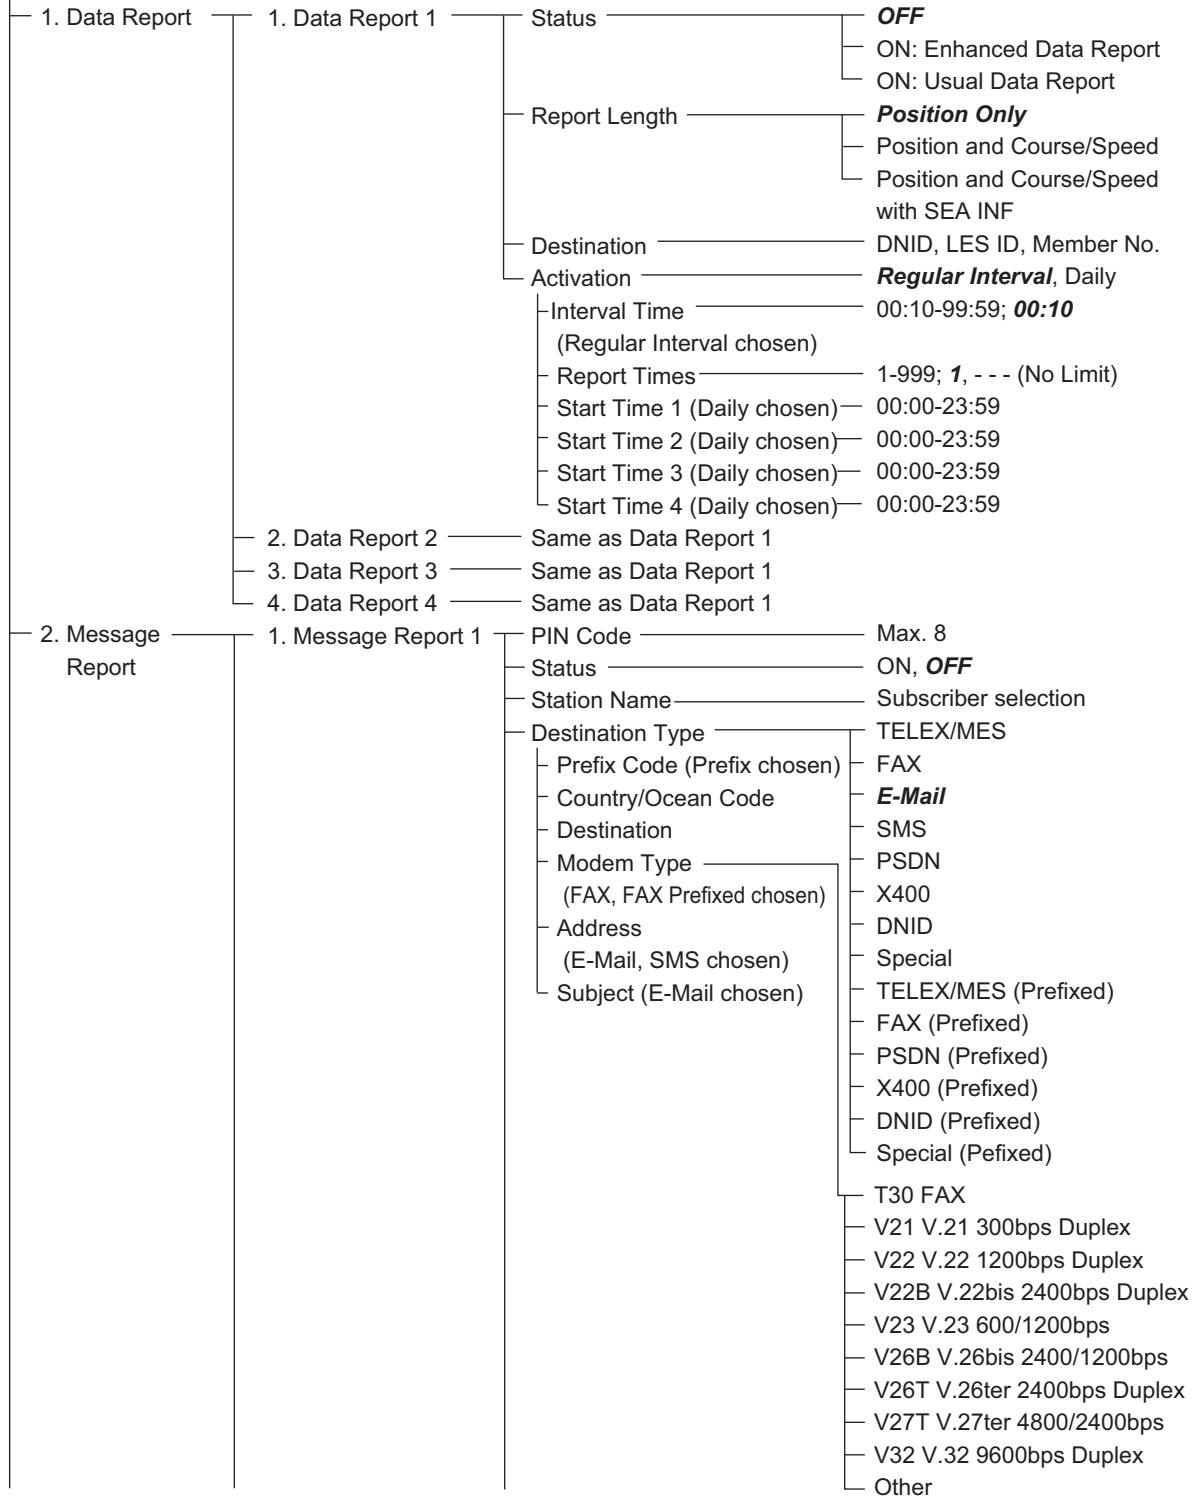 1. Data Report 1. Data Report 1 Status OFF
ON: Enhanced Data Report
ON: Usual Data Report
Report Length Position Only
Position and Course/Speed
Position and Course/Speed
with SEA INF
Destination DNID, LES ID, Member No.
Activation Regular Interval, Daily
Interval Time 00:10-99:59; 00:10
(Regular Interval chosen)
Report Times 1-999; 1, - - - (No Limit)
Start Time 1 (Daily chosen) 00:00-23:59
Start Time 2 (Daily chosen) 00:00-23:59
Start Time 3 (Daily chosen) 00:00-23:59
Start Time 4 (Daily chosen) 00:00-23:59
2. Data Report 2 Same as Data Report 1
3. Data Report 3 Same as Data Report 1
4. Data Report 4 Same as Data Report 1
2. Message 1. Message Report 1 PIN Code Max. 8
Report Status ON, OFF
Station Name Subscriber selection
Destination Type TELEX/MES
Prefix Code (Prefix chosen) FAX
Country/Ocean Code E-Mail
Destination SMS
Modem Type PSDN
(FAX, FAX Prefixed chosen) X400
Address DNID
(E-Mail, SMS chosen) Special
Subject (E-Mail chosen) TELEX/MES (Prefixed)
FAX (Prefixed)
PSDN (Prefixed)
X400 (Prefixed)
DNID (Prefixed)
Special (Pefixed)
T30 FAX
V21 V.21 300bps Duplex
V22 V.22 1200bps Duplex
V22B V.22bis 2400bps Duplex
V23 V.23 600/1200bps
V26B V.26bis 2400/1200bps
V26T V.26ter 2400bps Duplex
V27T V.27ter 4800/2400bps
V32 V.32 9600bps Duplex
Other